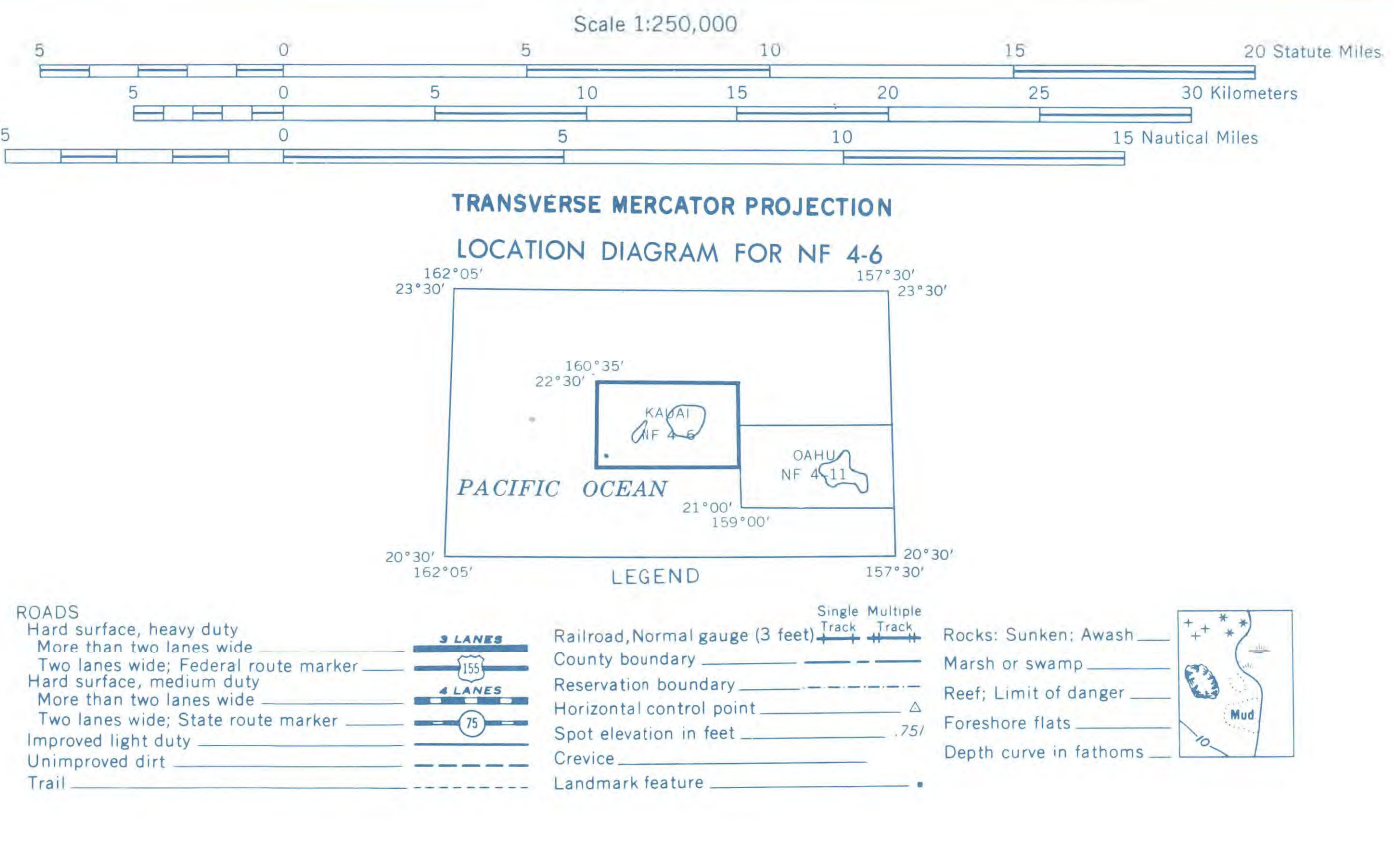 Scale 1:250,000
5 0 5 10 15 20 Statute Miles
5 0 5 10 15 20 25 30 Kilometers
5 0 5 10 15 Nautical Miles
TRANSVERSE MERCATOR PROJECTION
LOCATION DIAGRAM FOR NF 4-6
162°05' 157°30'
23°30' 23°30'
160°35'
22°30'
KAUAI
NF 4-6
OAHU
NF 4-11
PACIFIC OCEAN
21°00'
159°00'
20°30' 20°30'
162°05' 157°30'
LEGEND
ROADS
Hard surface, heavy duty
More than two lanes wide 3 LANES
Two lanes wide; Federal route marker 155
Hard surface, medium duty
More than two lanes wide 4 LANES
Two lanes wide; State route marker 75
Improved light duty
Unimproved dirt
Trail
Single Multiple
Track Track
Railroad, Normal gauge (3 feet)
County boundary
Reservation boundary
Horizontal control point
Spot elevation in feet .751
Crevice
Landmark feature
Rocks: Sunken; Awash
Marsh or swamp
Reef; Limit of danger
Foreshore flats
Depth curve in fathoms
Mud
10